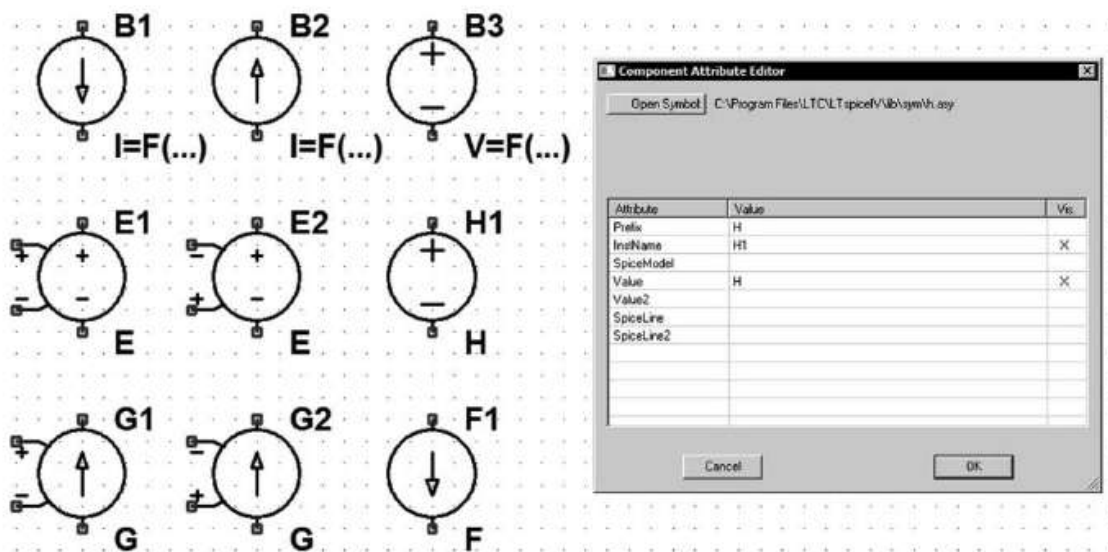 B1 B2 B3
I=F(...) I=F(...) V=F(...)
E1 E2 H1
E E H
G1 G2 F1
G G F
Component Attribute Editor
Open Symbol: C:\Program Files\LTC\LTspiceIV\lib\sym\h.asy
Attribute Value Vis.
Prefix H
InstName H1 X
SpiceModel
Value H X
Value2
SpiceLine
SpiceLine2
Cancel OK